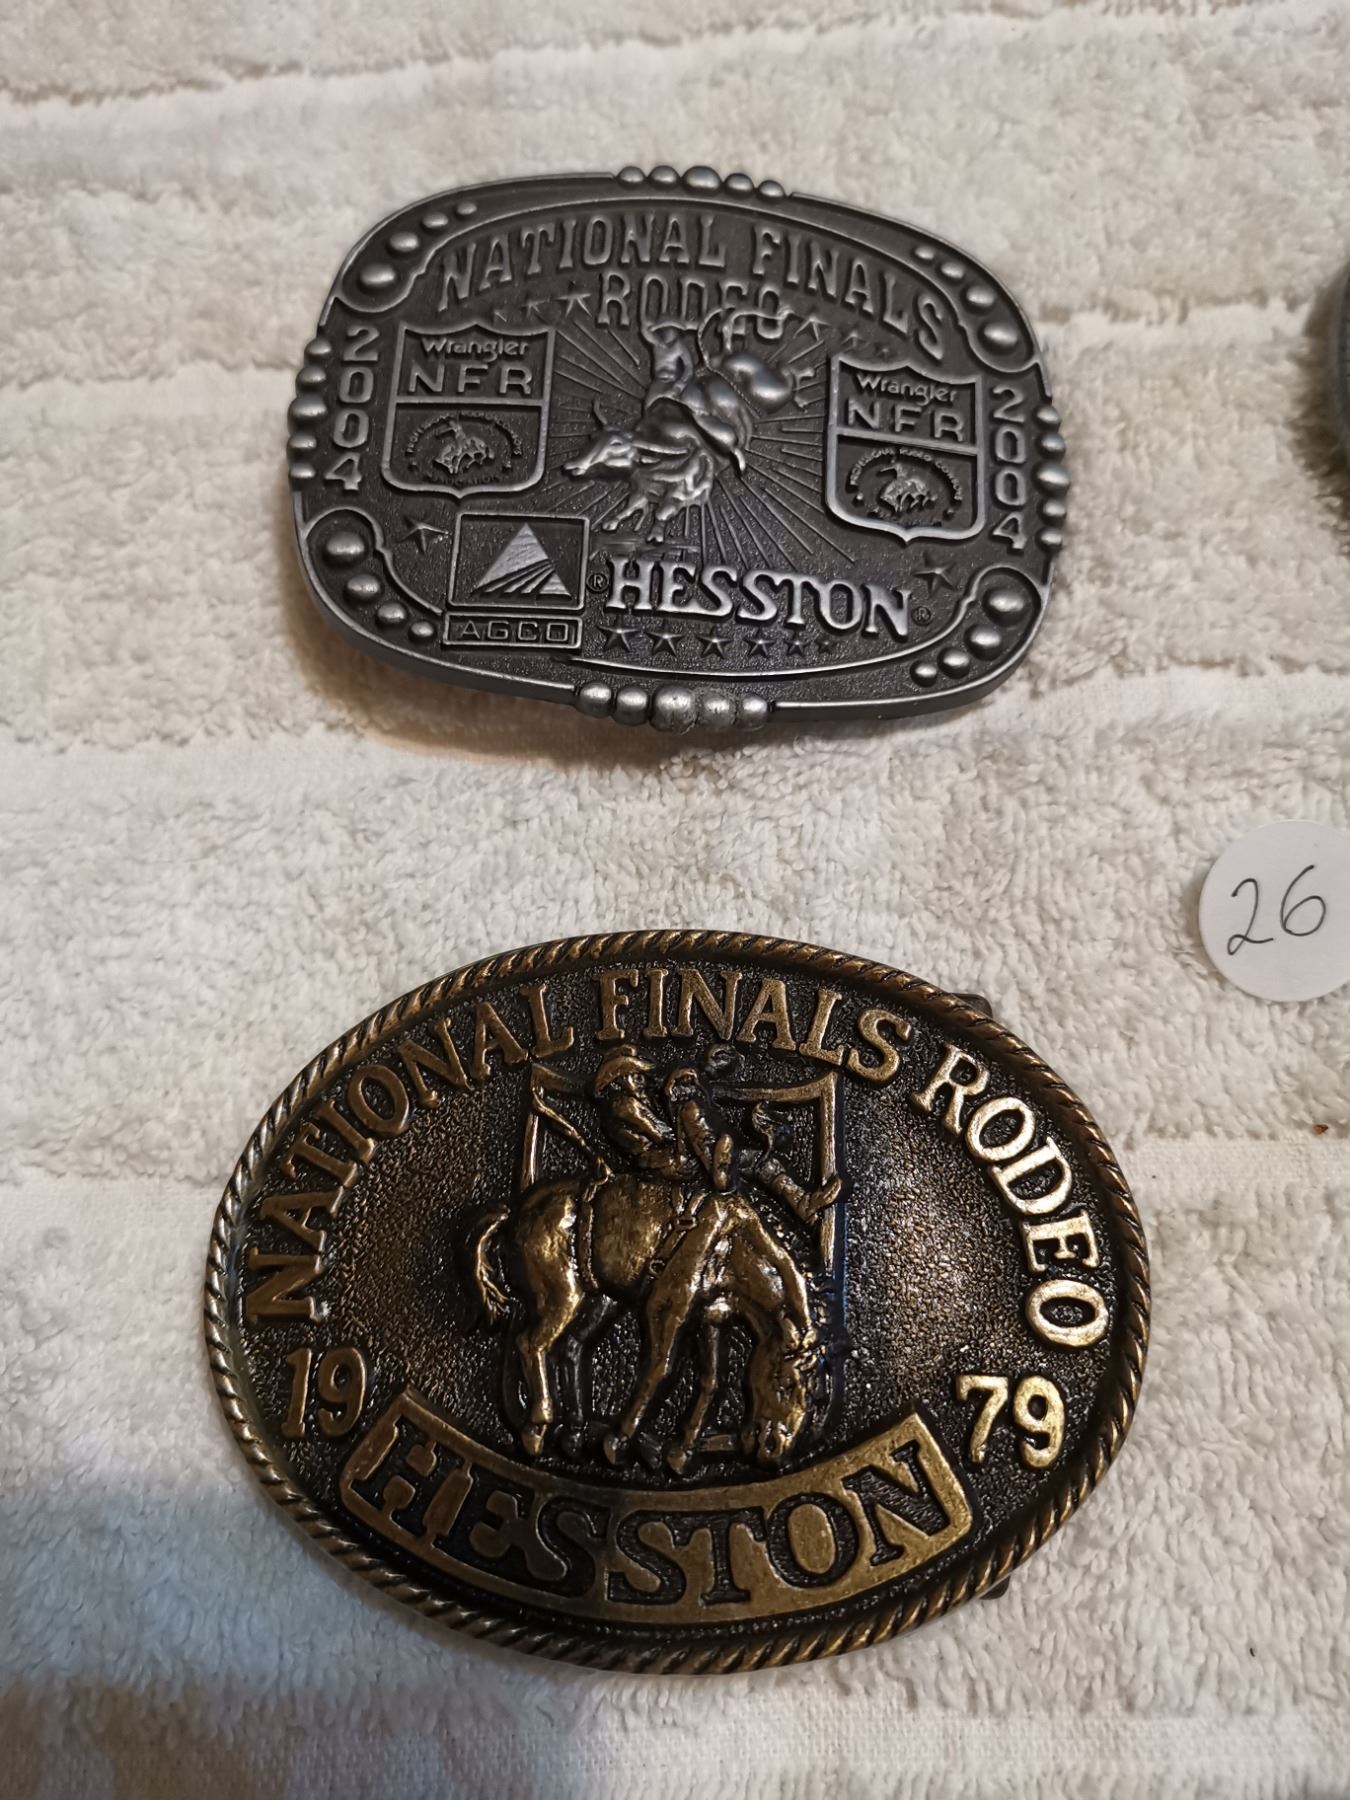 NATIONAL FINALS
RODEO
2004
Wrangler
NFR
Wrangler
NFR
2004
AGCO
® HESSTON ®
26
NATIONAL FINALS RODEO
19 79
HESSTON